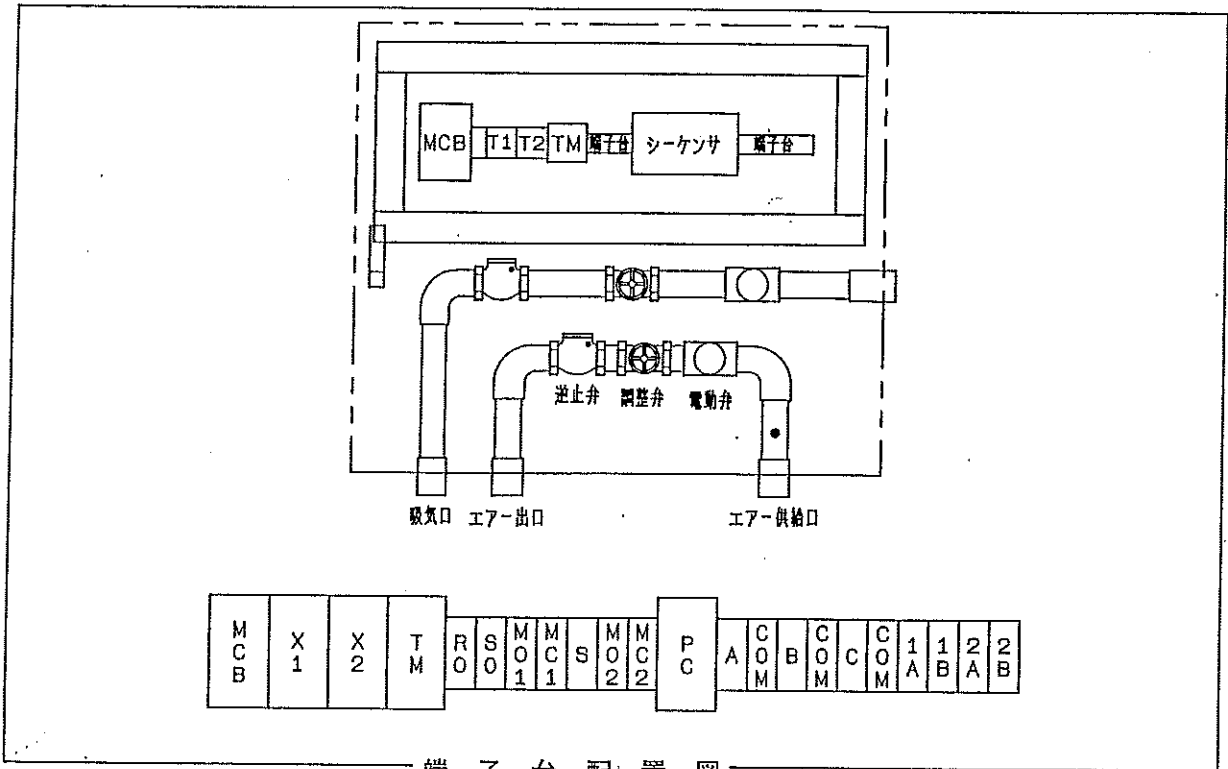 MCB T1 T2 TM 端子台 シーケンサ 端子台
逆止弁 調整弁 電動弁
吸気口 エアー出口 エアー供給口
MCB X1 X2 TM R0 S0 MO1 MC1 S MO2 MC2 PC A COM B COM C COM 1A 1B 2A 2B
端子台配置図